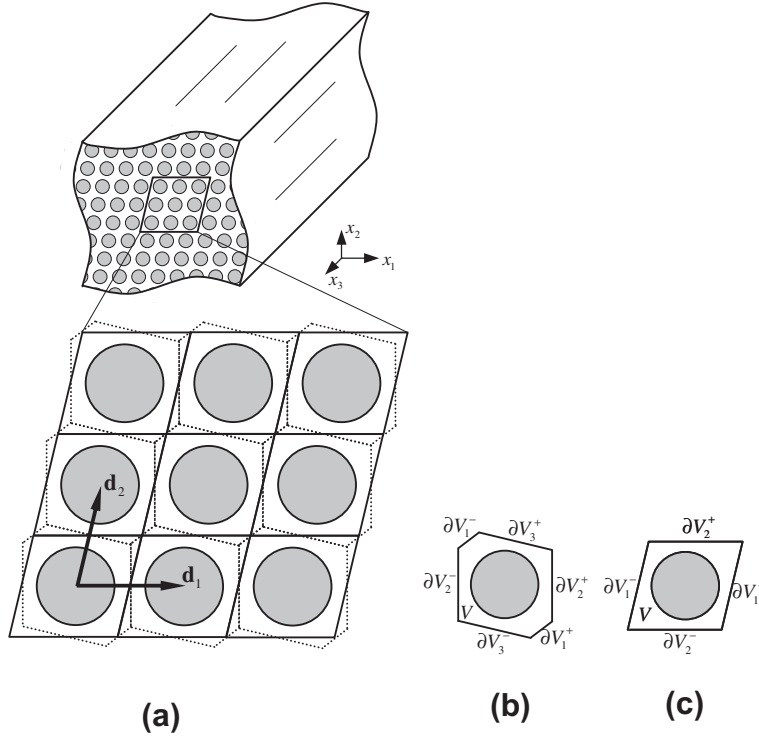 x₂
x₁
x₃
d₂
d₁
∂V₁⁻
∂V₃⁺
∂V₂⁻
∂V₂⁺
V
∂V₃⁻
∂V₁⁺
∂V₂⁺
∂V₁⁻
∂V₁
V
∂V₂⁻
(a)
(b)
(c)